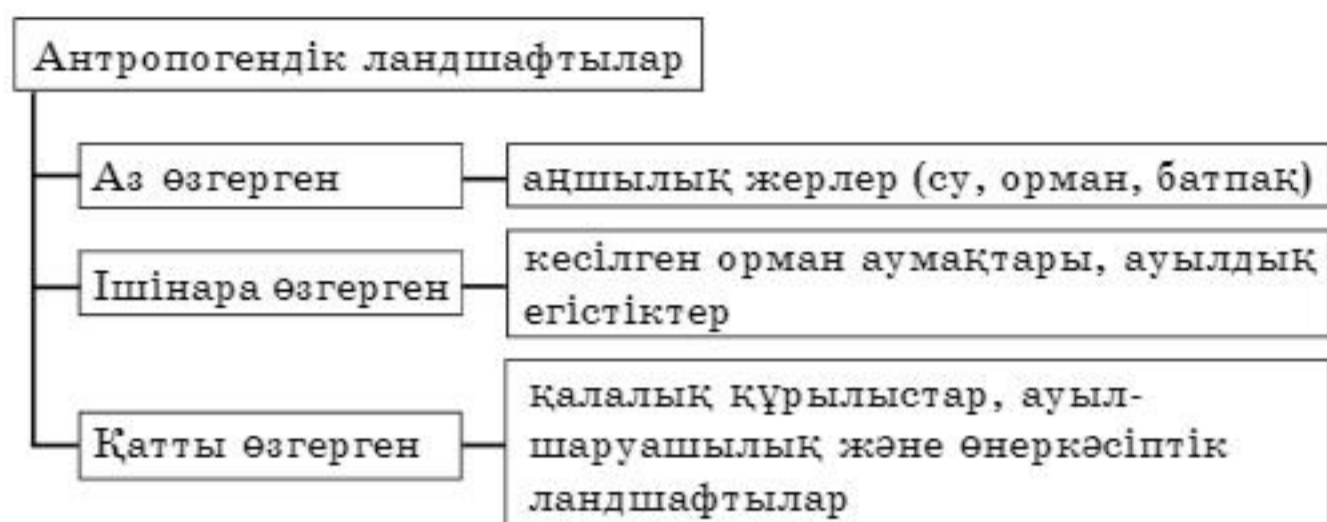 Антропогендік ландшафтылар
Аз өзгерген
аңшылық жерлер (су, орман, батпақ)
Ішінара өзгерген
кесілген орман аумақтары, ауылдық
егістіктер
Қатты өзгерген
қалалық құрылыстар, ауыл-
шаруашылық және өнеркәсіптік
ландшафтылар